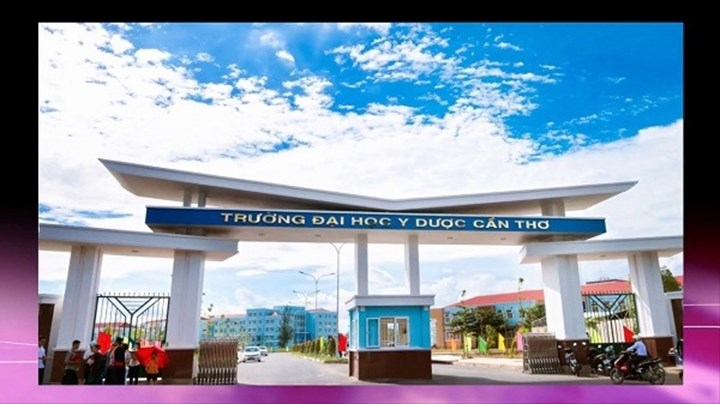 TRƯỜNG ĐẠI HỌC Y DƯỢC CẦN THƠ